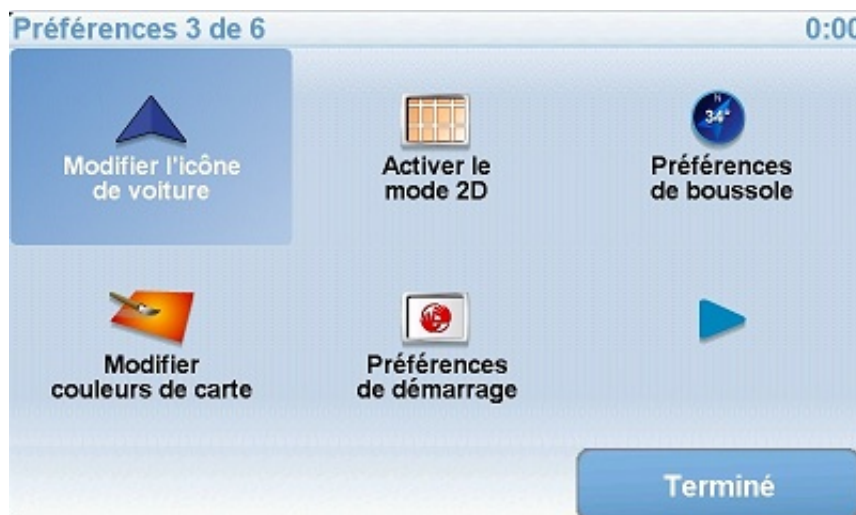 Préférences 3 de 6
0:00
Modifier l'icône
de voiture
Activer le
mode 2D
N
34°
Préférences
de boussole
Modifier
couleurs de carte
Préférences
de démarrage
Terminé